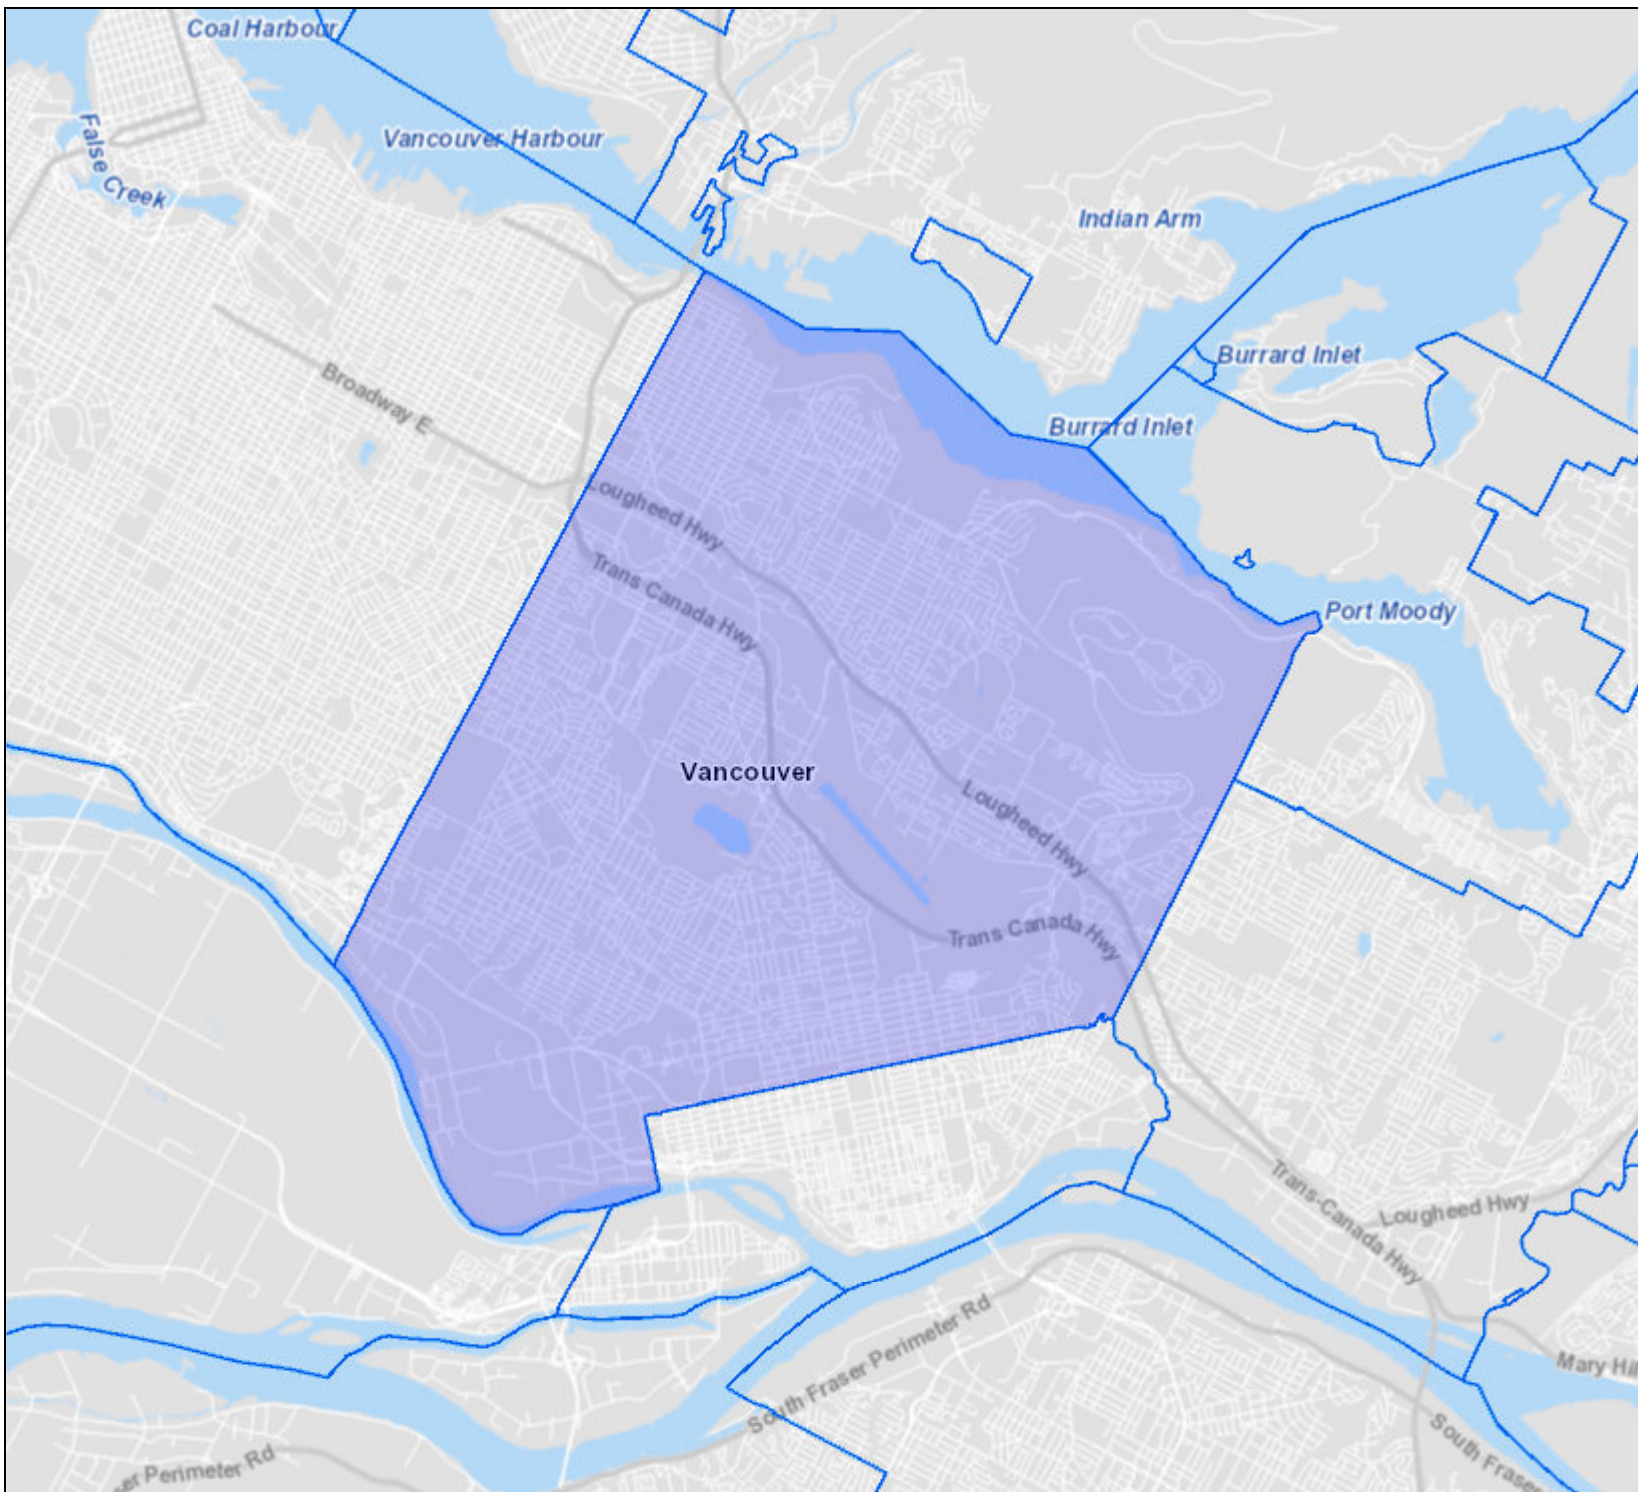 Coal Harbour
Vancouver Harbour
False Creek
Indian Arm
Burrard Inlet
Broadway E
Burrard Inlet
Lougheed Hwy
Trans Canada Hwy
Port Moody
Vancouver
Lougheed Hwy
Trans Canada Hwy
Trans-Canada Hwy
Lougheed Hwy
South Fraser Perimeter Rd
Mary Hil
South Fraser
er Perimeter Rd